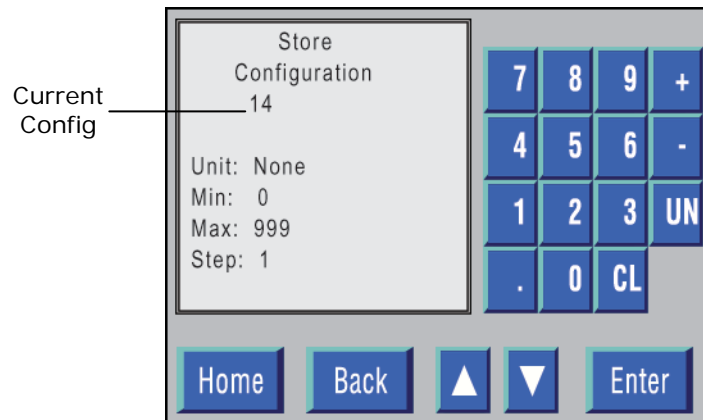 Current
Config
Store
Configuration
14
Unit: None
Min: 0
Max: 999
Step: 1
7 8 9 +
4 5 6 -
1 2 3 UN
. 0 CL
Home Back Enter